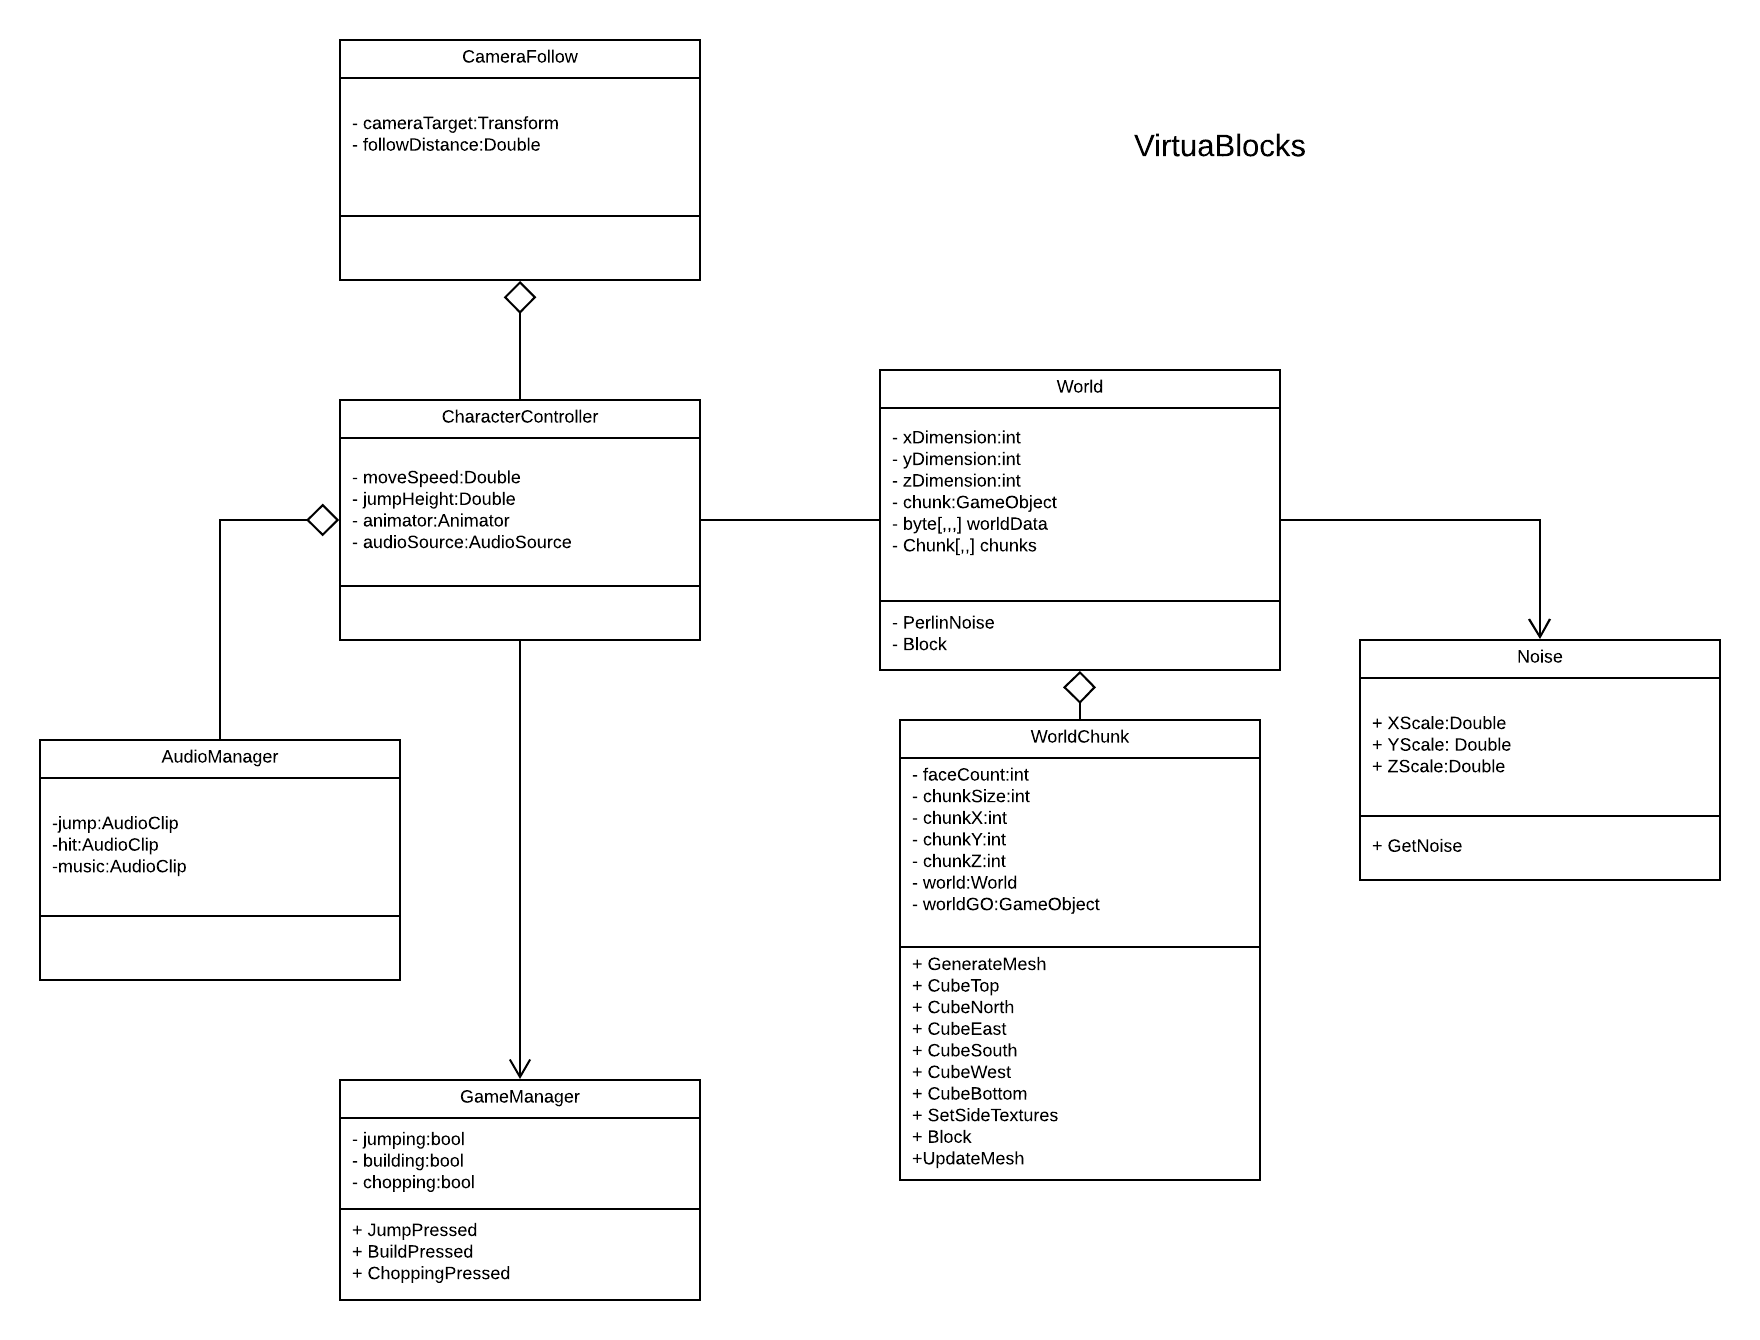 CameraFollow
- cameraTarget:Transform
- followDistance:Double
VirtuaBlocks
CharacterController
- moveSpeed:Double
- jumpHeight:Double
- animator:Animator
- audioSource:AudioSource
World
- xDimension:int
- yDimension:int
- zDimension:int
- chunk:GameObject
- byte[,,,] worldData
- Chunk[,,] chunks
- PerlinNoise
- Block
Noise
+ XScale:Double
+ YScale: Double
+ ZScale:Double
+ GetNoise
AudioManager
-jump:AudioClip
-hit:AudioClip
-music:AudioClip
WorldChunk
- faceCount:int
- chunkSize:int
- chunkX:int
- chunkY:int
- chunkZ:int
- world:World
- worldGO:GameObject
+ GenerateMesh
+ CubeTop
+ CubeNorth
+ CubeEast
+ CubeSouth
+ CubeWest
+ CubeBottom
+ SetSideTextures
+ Block
+UpdateMesh
GameManager
- jumping:bool
- building:bool
- chopping:bool
+ JumpPressed
+ BuildPressed
+ ChoppingPressed